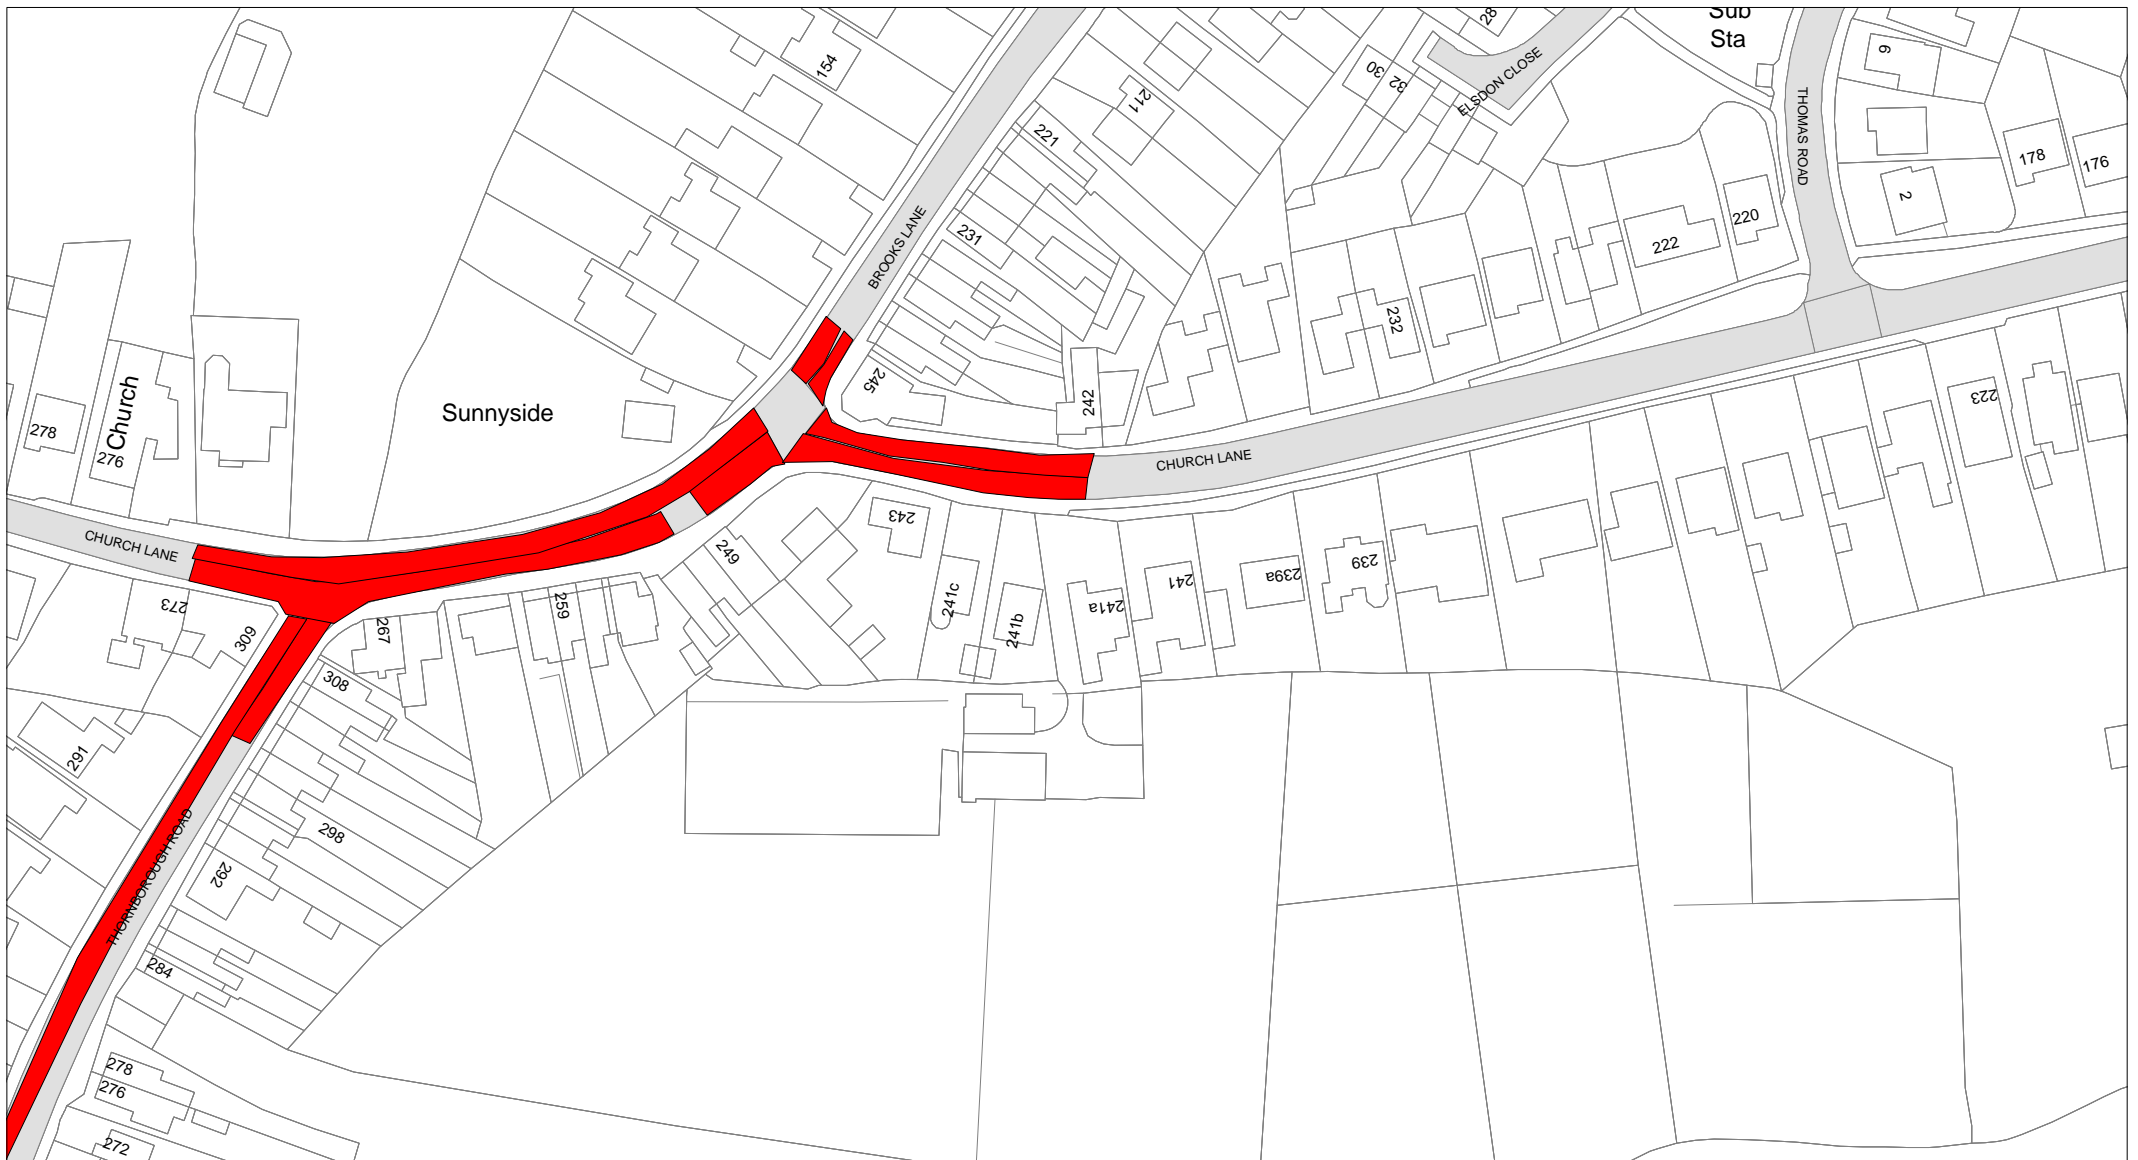 Sub
Sta
28
154
30
32
ELSDON CLOSE
THOMAS ROAD
6
211
221
178
176
2
220
222
BROOKS LANE
231
232
245
242
Church
276
278
Sunnyside
223
CHURCH LANE
CHURCH LANE
243
249
241c
241b
241a
241
239a
239
273
309
267
259
308
291
298
292
THORNBOROUGH ROAD
284
278
276
272